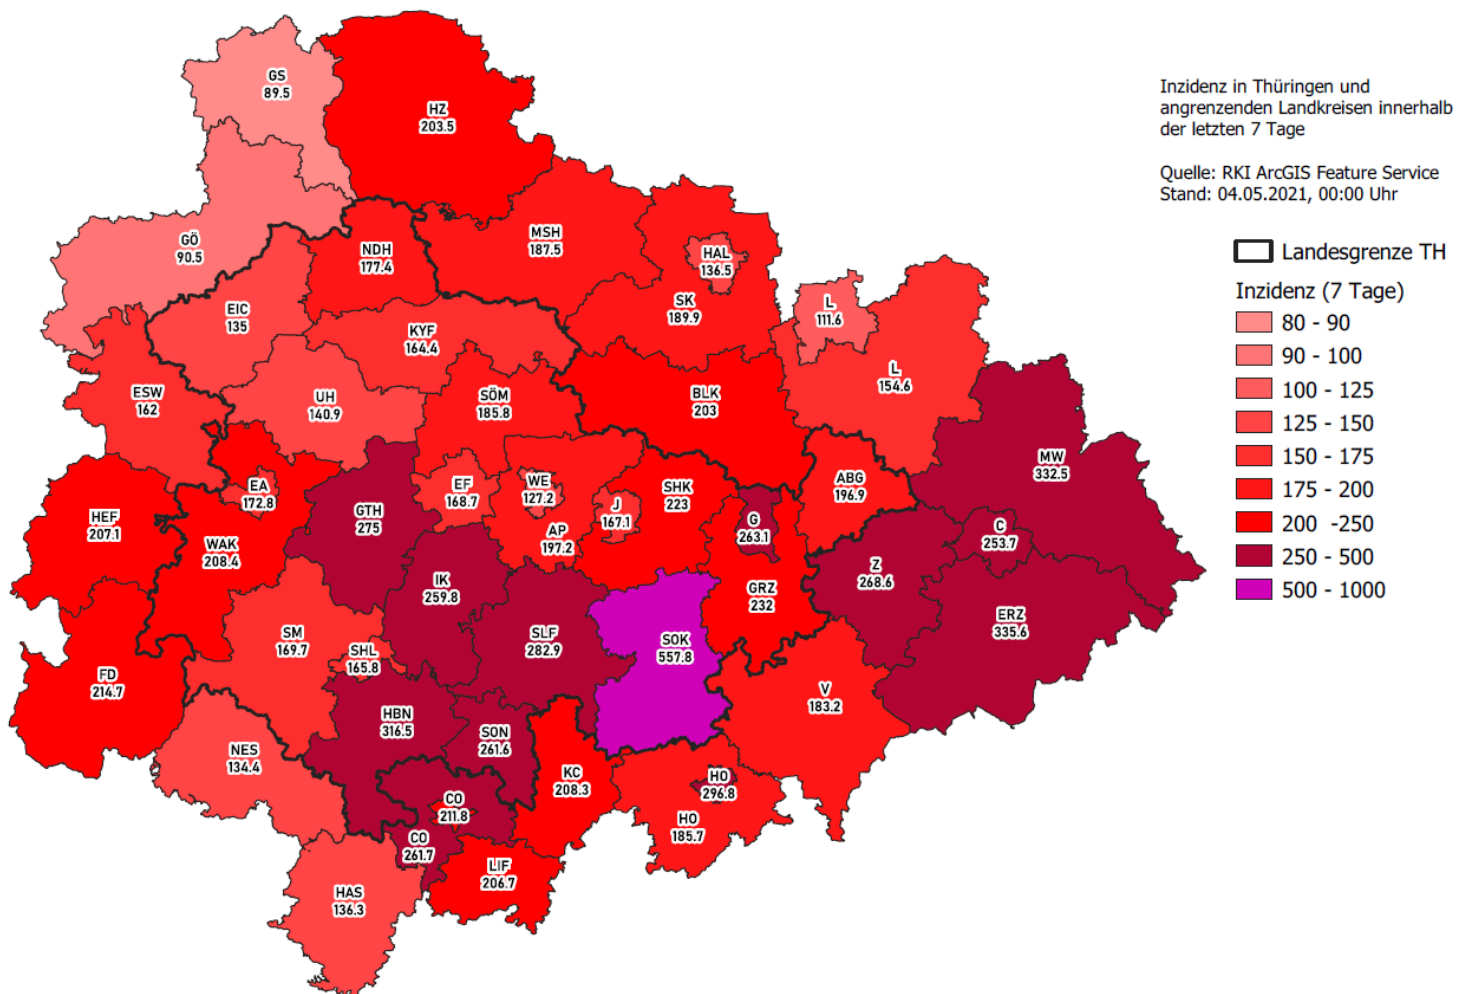 Inzidenz in Thüringen und
angrenzenden Landkreisen innerhalb
der letzten 7 Tage
Quelle: RKI ArcGIS Feature Service
Stand: 04.05.2021, 00:00 Uhr
Landesgrenze TH
Inzidenz (7 Tage)
80 - 90
90 - 100
100 - 125
125 - 150
150 - 175
175 - 200
200 -250
250 - 500
500 - 1000
GS
89.5
HZ
203.5
GÖ
90.5
NDH
177.4
MSH
187.5
HAL
136.5
EIC
135
KYF
164.4
SK
189.9
L
111.6
L
154.6
ESW
162
UH
140.9
SÖM
185.8
BLK
203
MW
332.5
EA
172.8
GTH
275
EF
168.7
WE
127.2
J
167.1
SHK
223
G
263.1
ABG
196.9
HEF
207.1
WAK
208.4
AP
197.2
C
253.7
Z
268.6
IK
259.8
GRZ
232
ERZ
335.6
SM
169.7
SHL
165.8
SLF
282.9
SOK
557.8
FD
214.7
V
183.2
HBN
316.5
SON
261.6
NES
134.4
KC
208.3
HO
296.8
CO
211.8
HO
185.7
CO
261.7
LIF
206.7
HAS
136.3